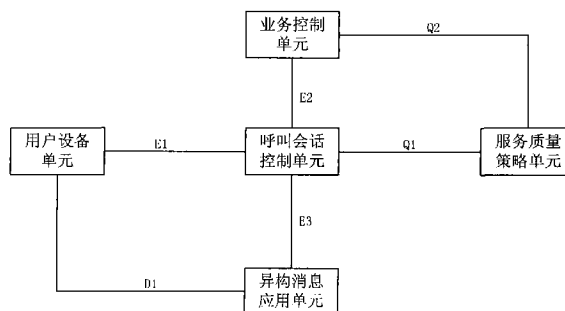 业务控制
单元
Q2
E2
用户设备
单元
E1
呼叫会话
控制单元
Q1
服务质量
策略单元
E3
D1
异构消息
应用单元